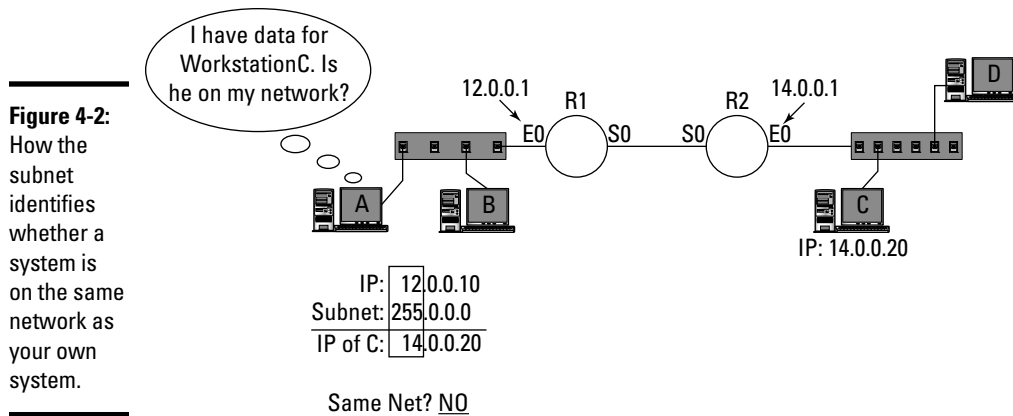 Figure 4-2:
How the
subnet
identifies
whether a
system is
on the same
network as
your own
system.
I have data for
WorkstationC. Is
he on my network?
12.0.0.1
R1
R2
14.0.0.1
D
E0
S0
S0
E0
A
B
C
IP: 14.0.0.20
IP: 12.0.0.10
Subnet: 255.0.0.0
IP of C: 14.0.0.20
Same Net? NO